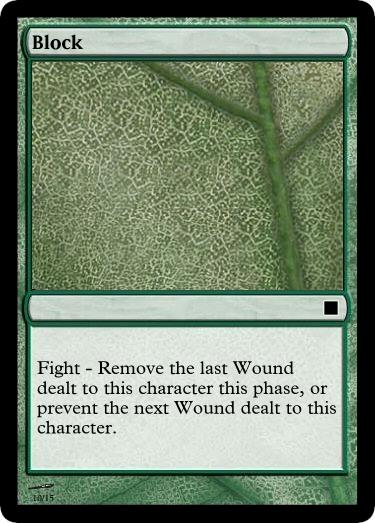 Block
Fight - Remove the last Wound
dealt to this character this phase, or
prevent the next Wound dealt to this
character.
10/15